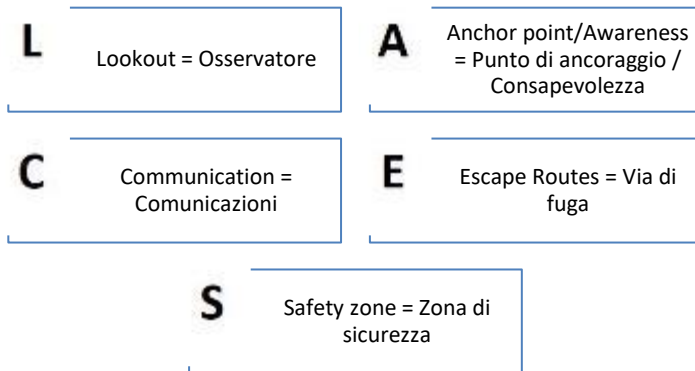 L
Lookout = Osservatore
A
Anchor point/Awareness
= Punto di ancoraggio /
Consapevolezza
C
Communication =
Comunicazioni
E
Escape Routes = Via di
fuga
S
Safety zone = Zona di
sicurezza